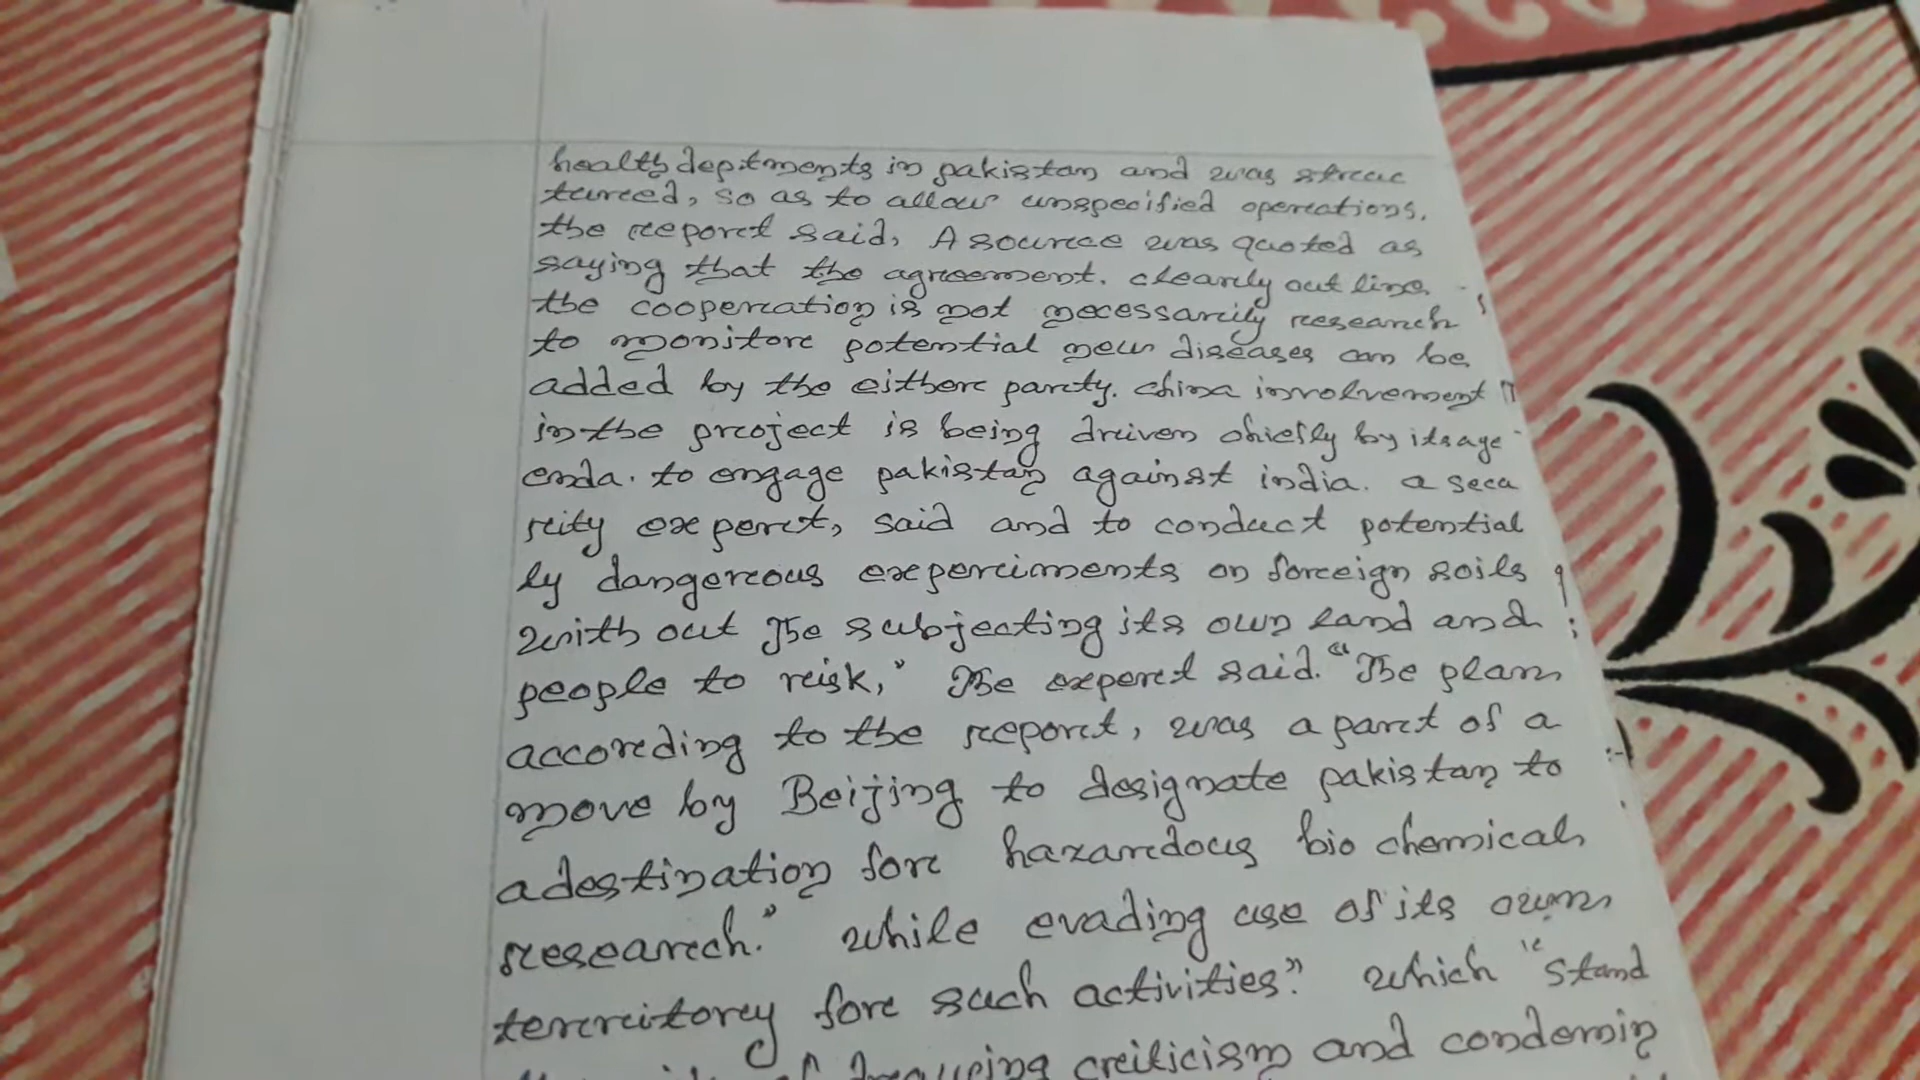 health deptments in pakistan and was struc
tured, so as to allow unspecified operations.
the report said, A source was quoted as
saying that the agreement. clearly out line.
the cooperation is not necessarily research
to monitor potential new diseases can be
added by the either party. china involvement
in the project is being driven chiefly by its age
enda. to engage pakistan against india. a secu
rity expert, said and to conduct potential
ly dangerous experiments on foreign soils
with out The subjecting its own land and
people to risk," The expert said. "The plan
according to the report, was a part of a
move by Beijing to designate pakistan to
a destination for hazardous bio chemical
research." while evading use of its own
territory for such activities." which "stand
criticism and condemin